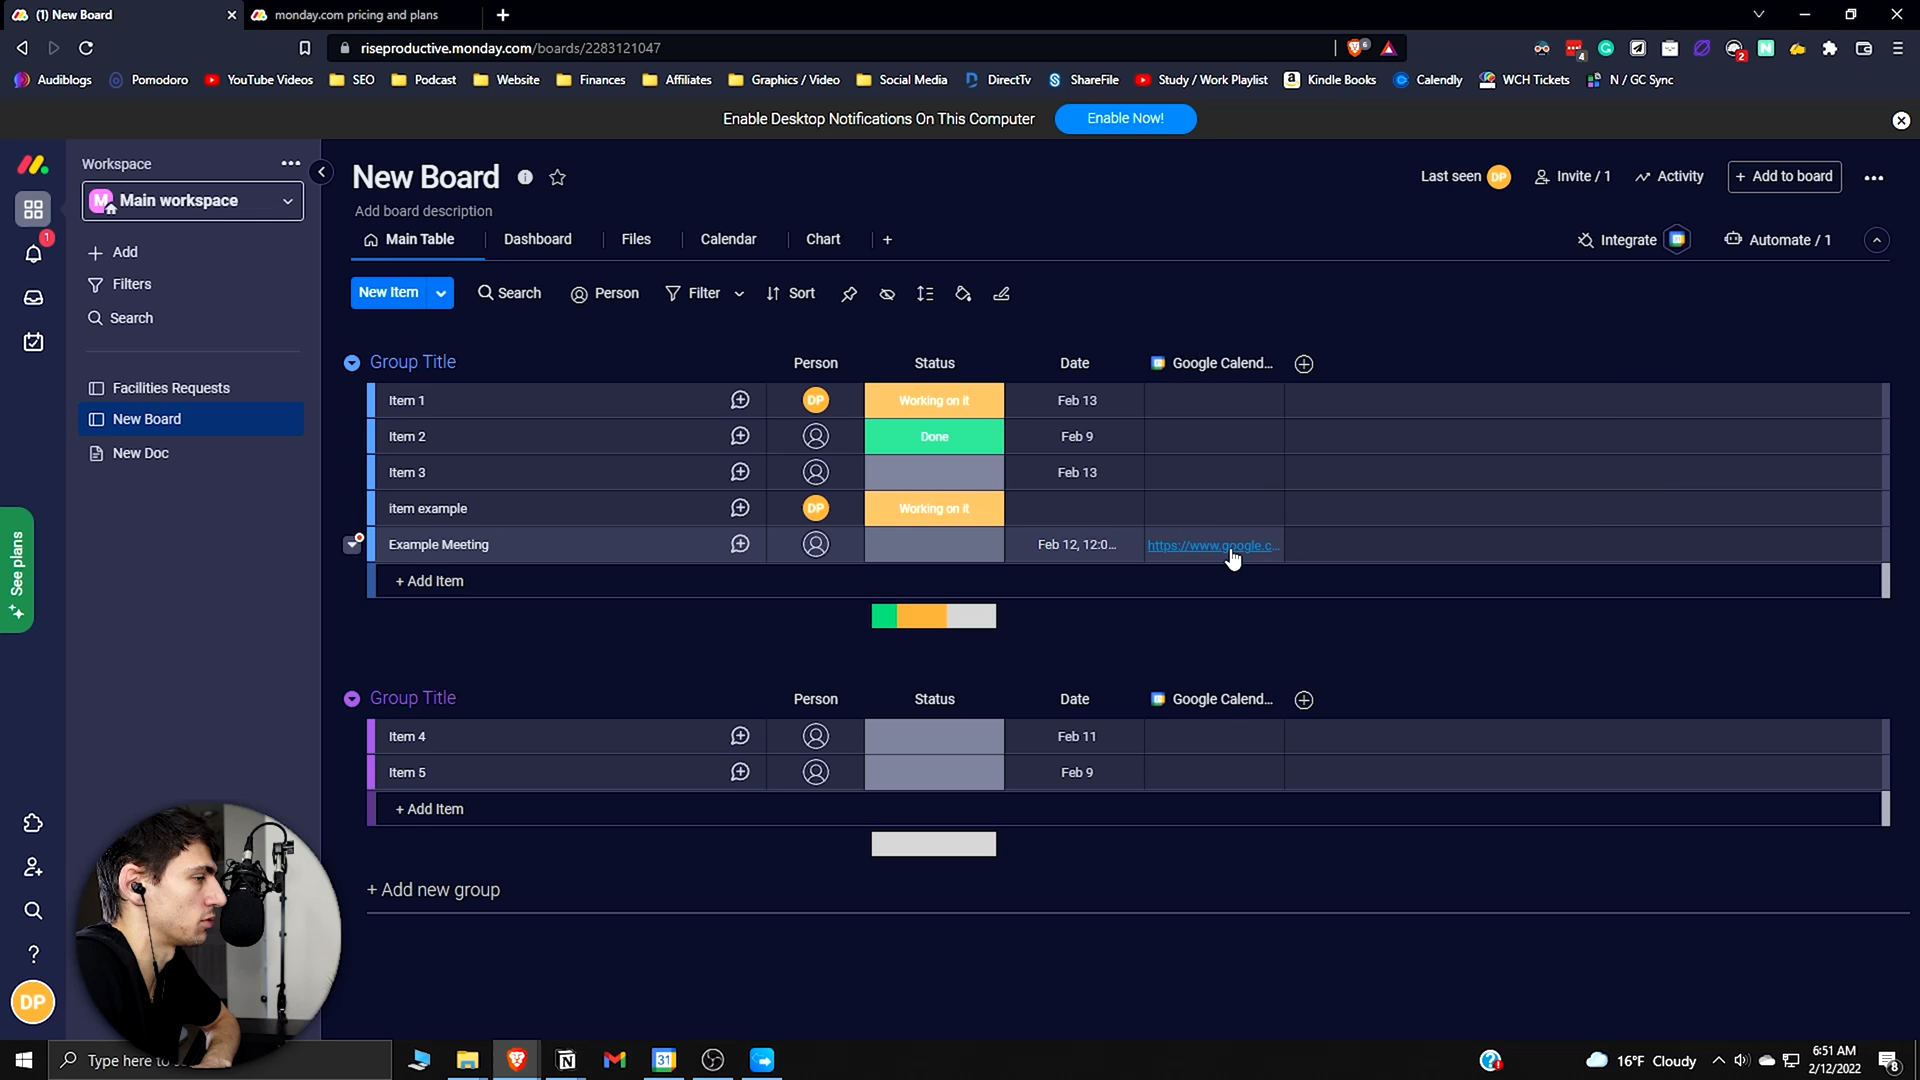 (1) New Board
monday.com pricing and plans
riseproductive.monday.com/boards/2283121047
6
4
2
Audiblogs
Pomodoro
YouTube Videos
SEO
Podcast
Website
Finances
Affiliates
Graphics / Video
Social Media
DirectTv
ShareFile
Study / Work Playlist
Kindle Books
Calendly
WCH Tickets
N / GC Sync
Enable Desktop Notifications On This Computer
Enable Now!
Workspace
M
Main workspace
1
Add
Filters
Search
Facilities Requests
New Board
New Doc
See plans
DP
New Board
Add board description
Last seen DP
Invite / 1
Activity
+ Add to board
Main Table
Dashboard
Files
Calendar
Chart
Integrate
Automate / 1
New Item
Search
Person
Filter
Sort
Group Title
Person
Status
Date
Google Calend...
Item 1
DP
Working on it
Feb 13
Item 2
Done
Feb 9
Item 3
Feb 13
item example
DP
Working on it
Example Meeting
Feb 12, 12:0...
https://www.google.c...
+ Add Item
Group Title
Person
Status
Date
Google Calend...
Item 4
Feb 11
Item 5
Feb 9
+ Add Item
+ Add new group
Type here to
31
16°F Cloudy
6:51 AM
2/12/2022
8